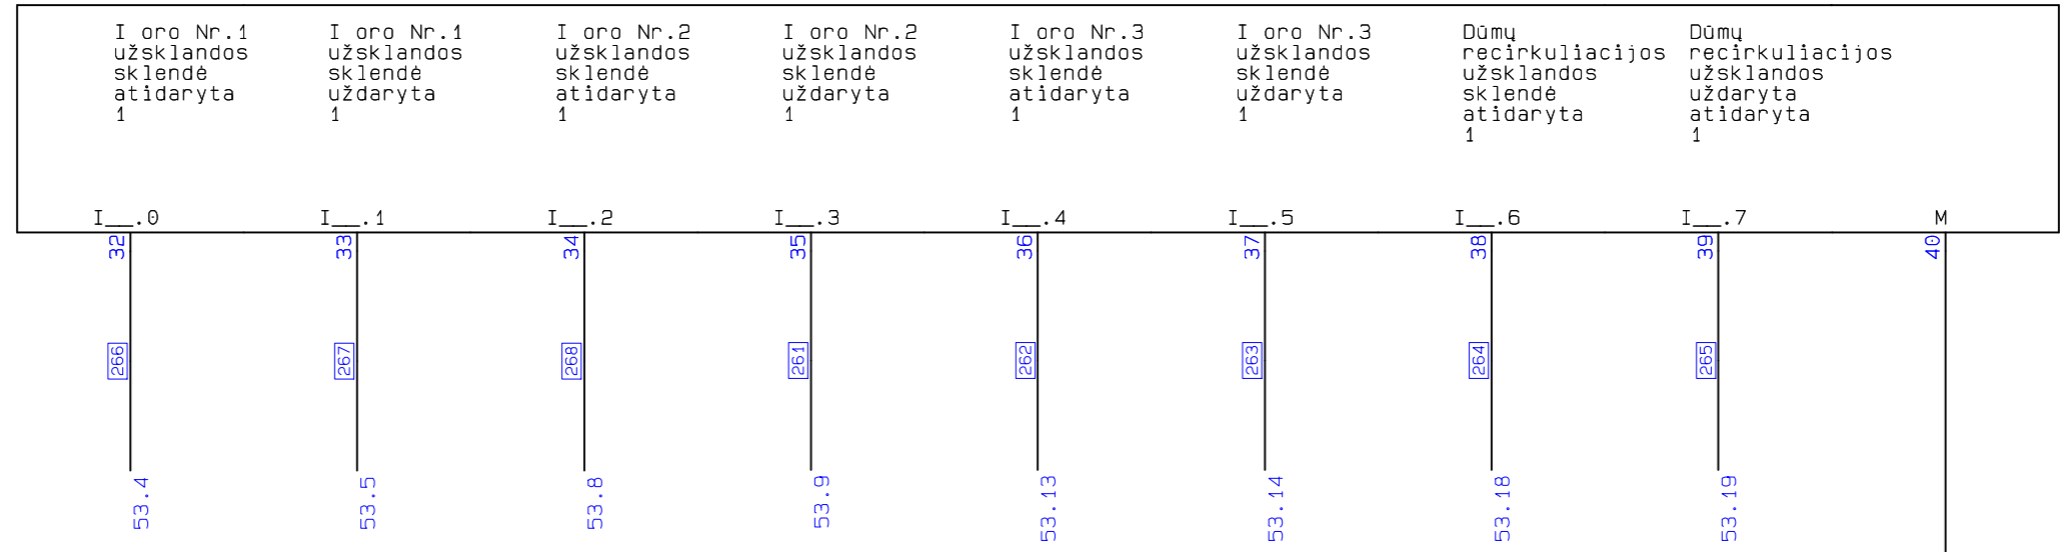 I oro Nr.1
užsklandos
sklendė
atidaryta
1
I oro Nr.1
užsklandos
sklendė
uždaryta
1
I oro Nr.2
užsklandos
sklendė
atidaryta
1
I oro Nr.2
užsklandos
sklendė
uždaryta
1
I oro Nr.3
užsklandos
sklendė
atidaryta
1
I oro Nr.3
užsklandos
sklendė
uždaryta
1
Dūmų
recirkuliacijos
užsklandos
sklendė
atidaryta
1
Dūmų
recirkuliacijos
užsklandos
uždaryta
atidaryta
1
I__.0
I__.1
I__.2
I__.3
I__.4
I__.5
I__.6
I__.7
M
32
33
34
35
36
37
38
39
40
266
267
268
261
262
263
264
265
53.4
53.5
53.8
53.9
53.13
53.14
53.18
53.19